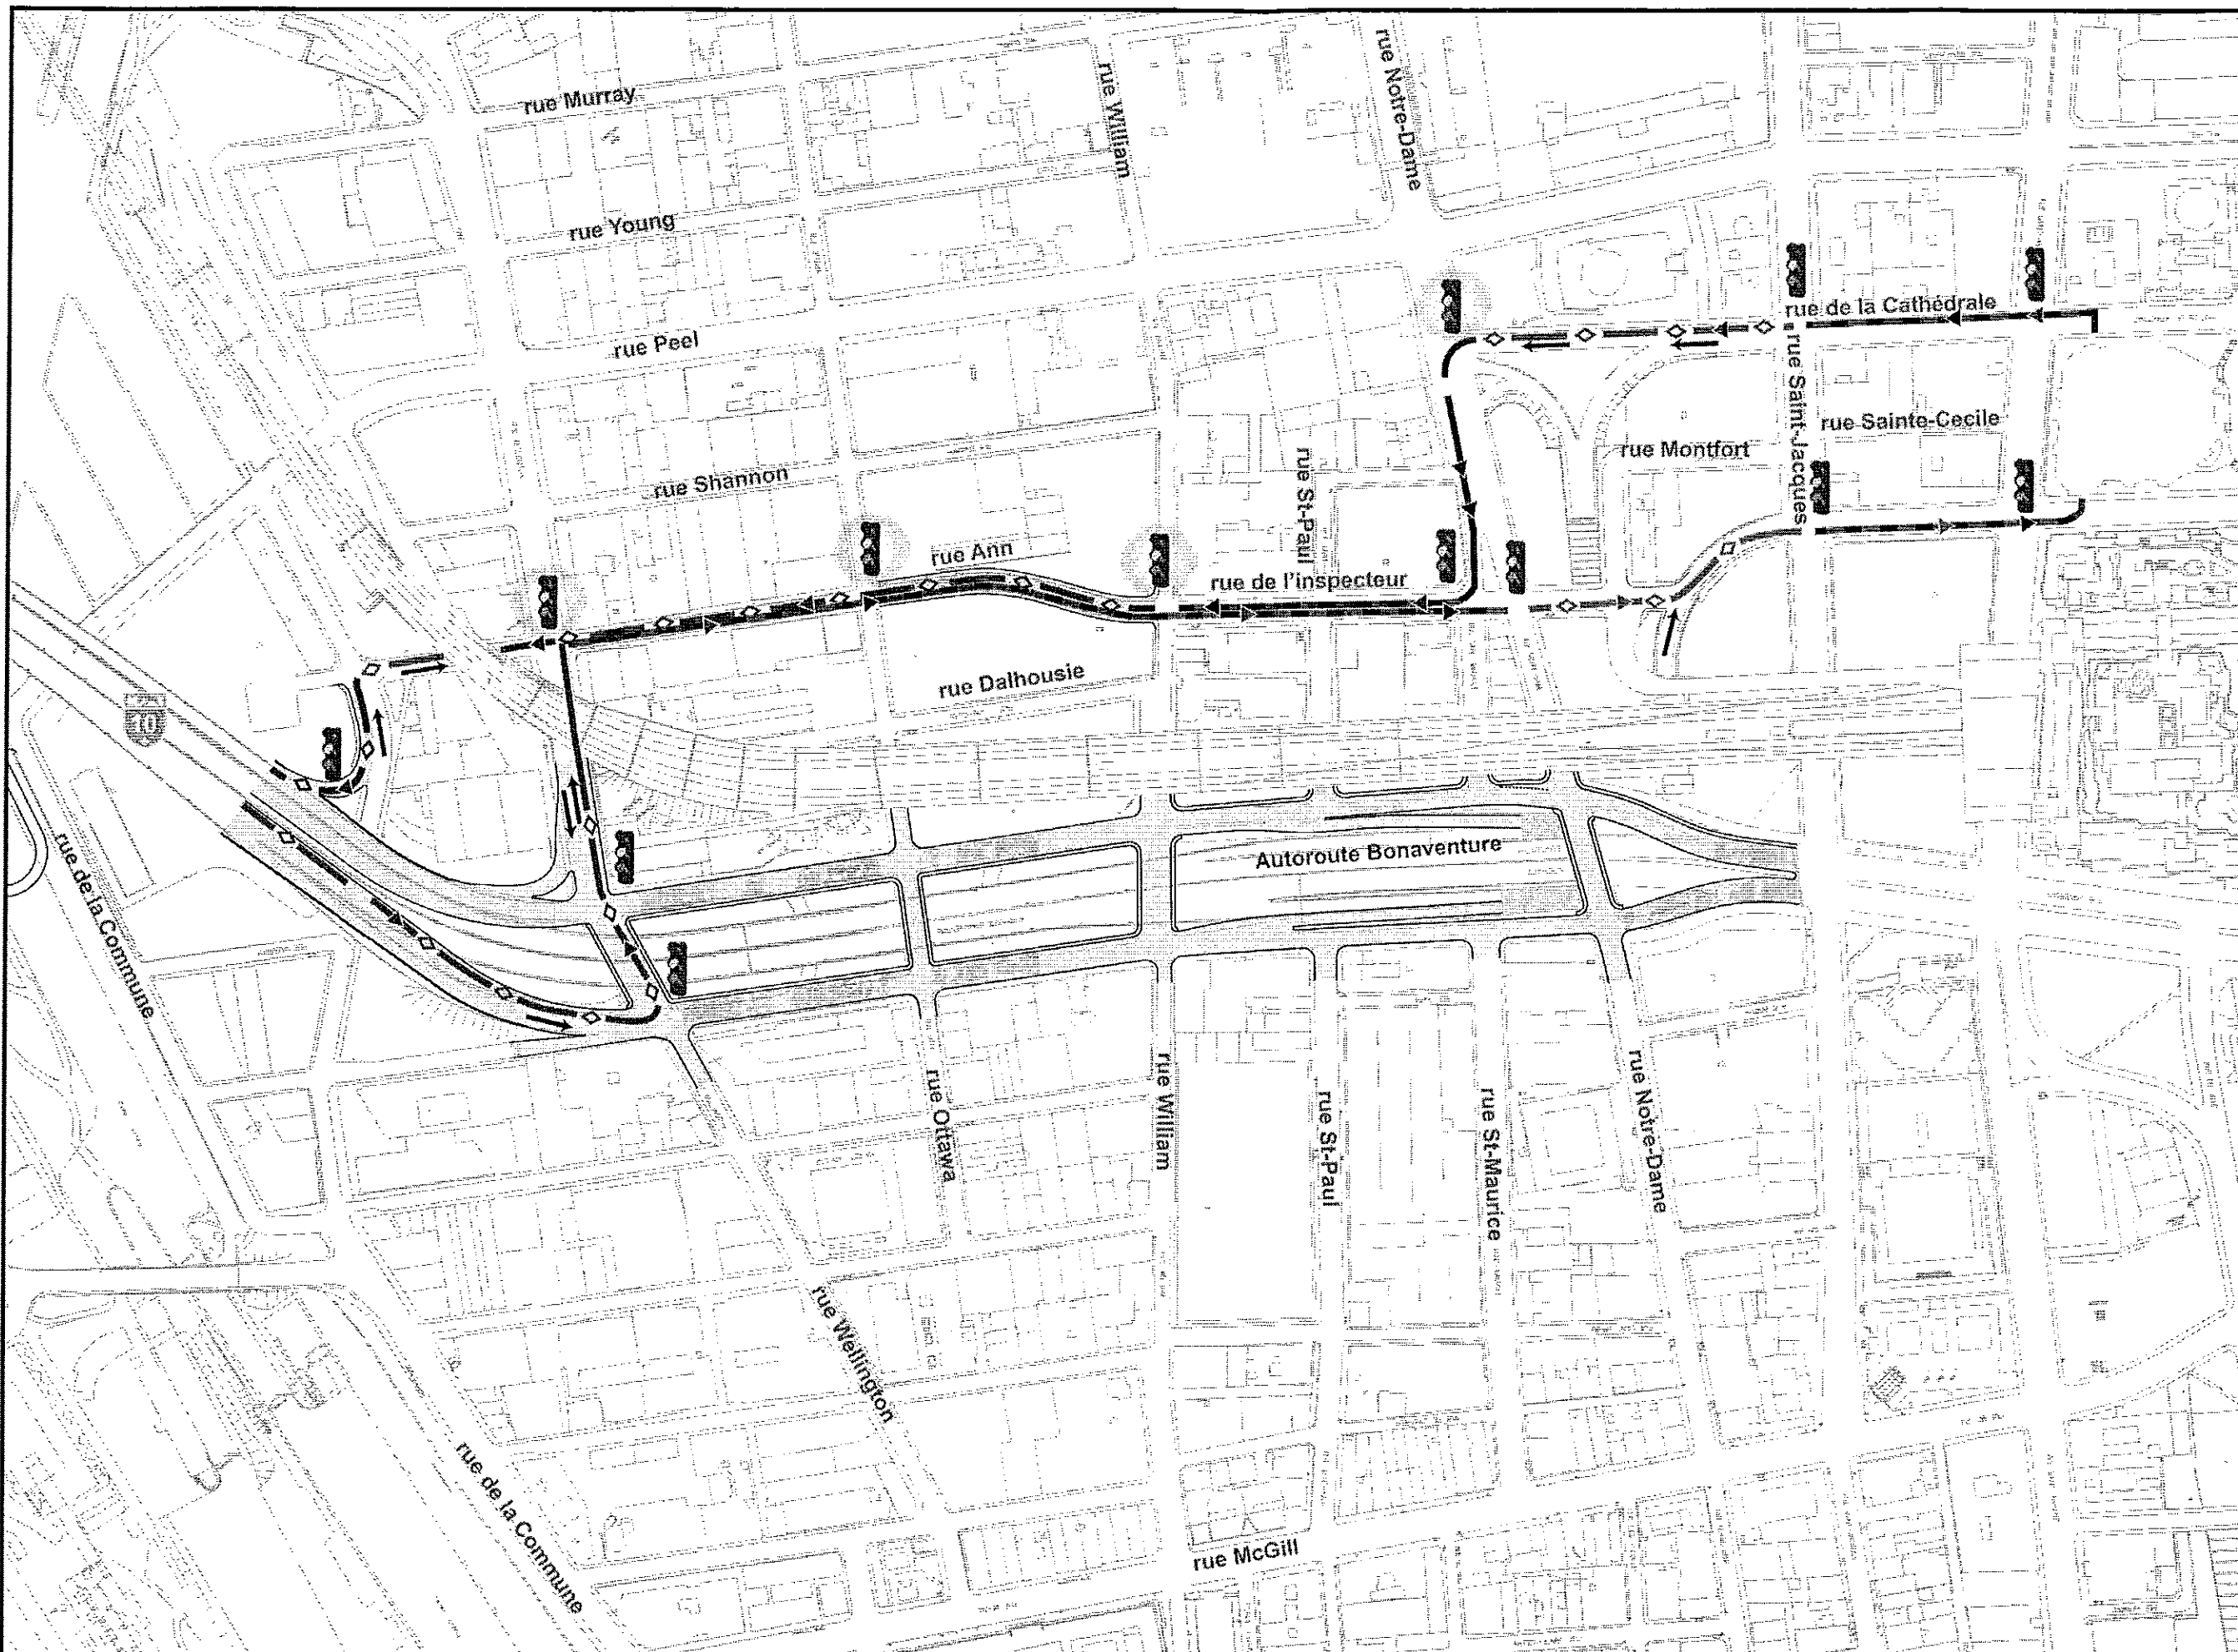 rue Murray
rue William
rue Notre-Dame
rue Young
rue Peel
rue de la Cathédrale
rue Saint-Jacques
rue Sainte-Cecile
rue Montfort
rue Shannon
rue St-Paul
rue Ann
rue de l'inspecteur
rue Dalhousie
10
Autoroute Bonaventure
rue de la Commune
rue Ottawa
rue William
rue St-Paul
rue St-Maurice
rue Notre-Dame
rue Wellington
rue de la Commune
rue McGill